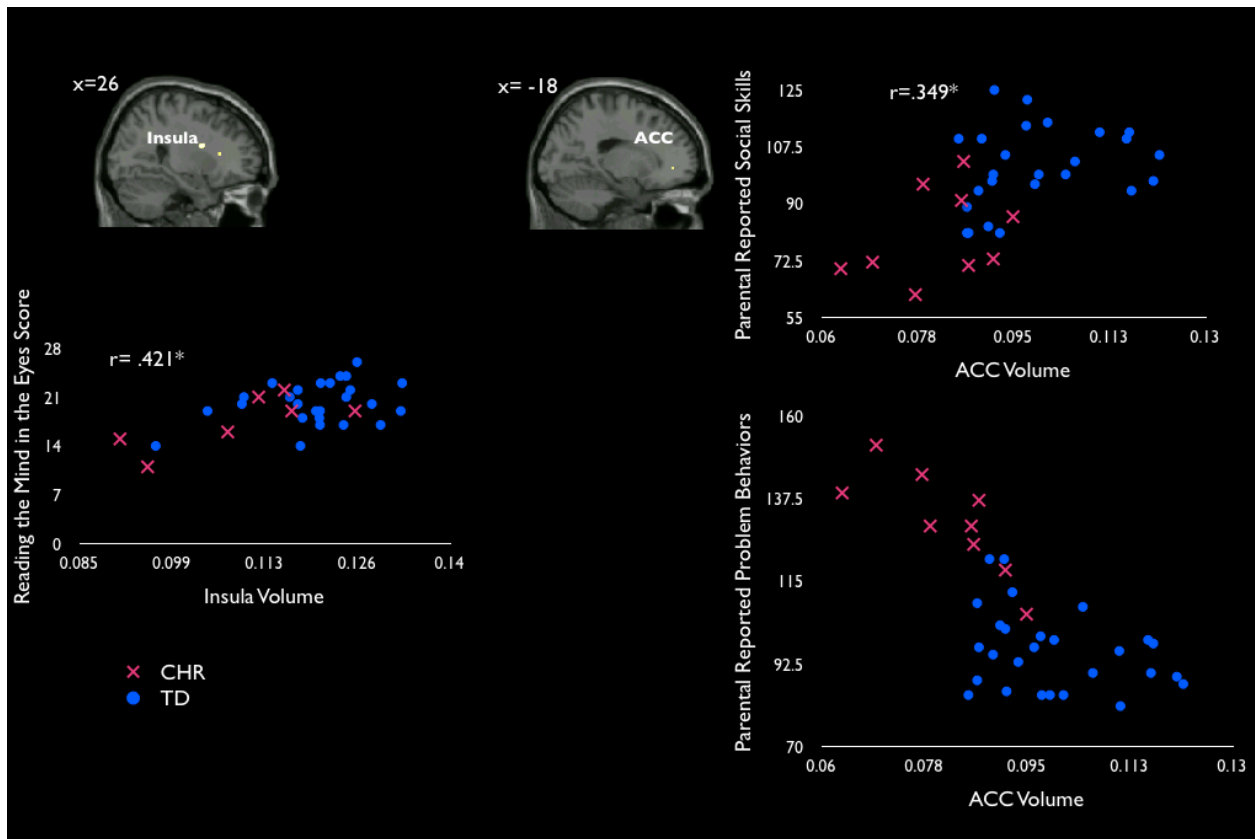 x=26
Insula
x= -18
ACC
Parental Reported Social Skills
r=.349*
125
107.5
90
72.5
55
0.06
0.078
0.095
0.113
0.13
ACC Volume
Reading the Mind in the Eyes Score
r= .421*
28
21
14
7
0
0.085
0.099
0.113
0.126
0.14
Insula Volume
CHR
TD
Parental Reported Problem Behaviors
160
137.5
115
92.5
70
0.06
0.078
0.095
0.113
0.13
ACC Volume